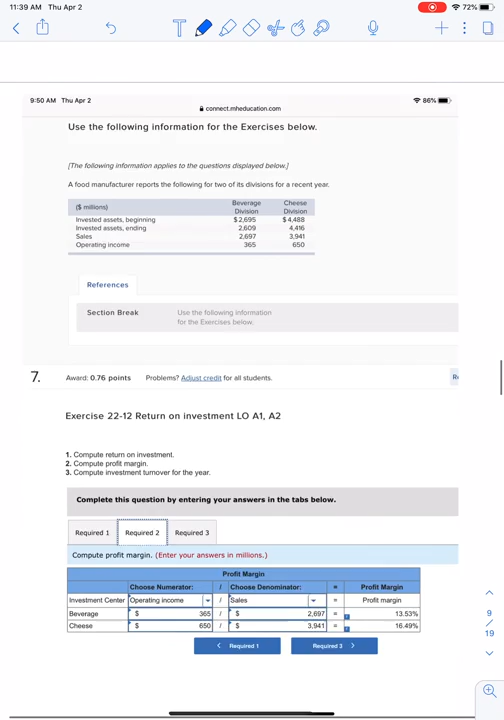 11:39 AM Thu Apr 2
72%
9:50 AM Thu Apr 2
connect.mheducation.com
86%
Use the following information for the Exercises below.
[The following information applies to the questions displayed below.]
A food manufacturer reports the following for two of its divisions for a recent year.
($ millions) Beverage Division Cheese Division
Invested assets, beginning $ 2,695 $ 4,488
Invested assets, ending 2,609 4,416
Sales 2,697 3,941
Operating income 365 650
References
Section Break Use the following information
for the Exercises below.
7. Award: 0.76 points Problems? Adjust credit for all students.
Exercise 22-12 Return on investment LO A1, A2
1. Compute return on investment.
2. Compute profit margin.
3. Compute investment turnover for the year.
Complete this question by entering your answers in the tabs below.
Required 1 Required 2 Required 3
Compute profit margin. (Enter your answers in millions.)
Profit Margin
Choose Numerator: / Choose Denominator: = Profit Margin
Investment Center Operating income / Sales = Profit margin
Beverage $ 365 / $ 2,697 = 13.53%
Cheese $ 650 / $ 3,941 = 16.49%
< Required 1 Required 3 >
9
/
19